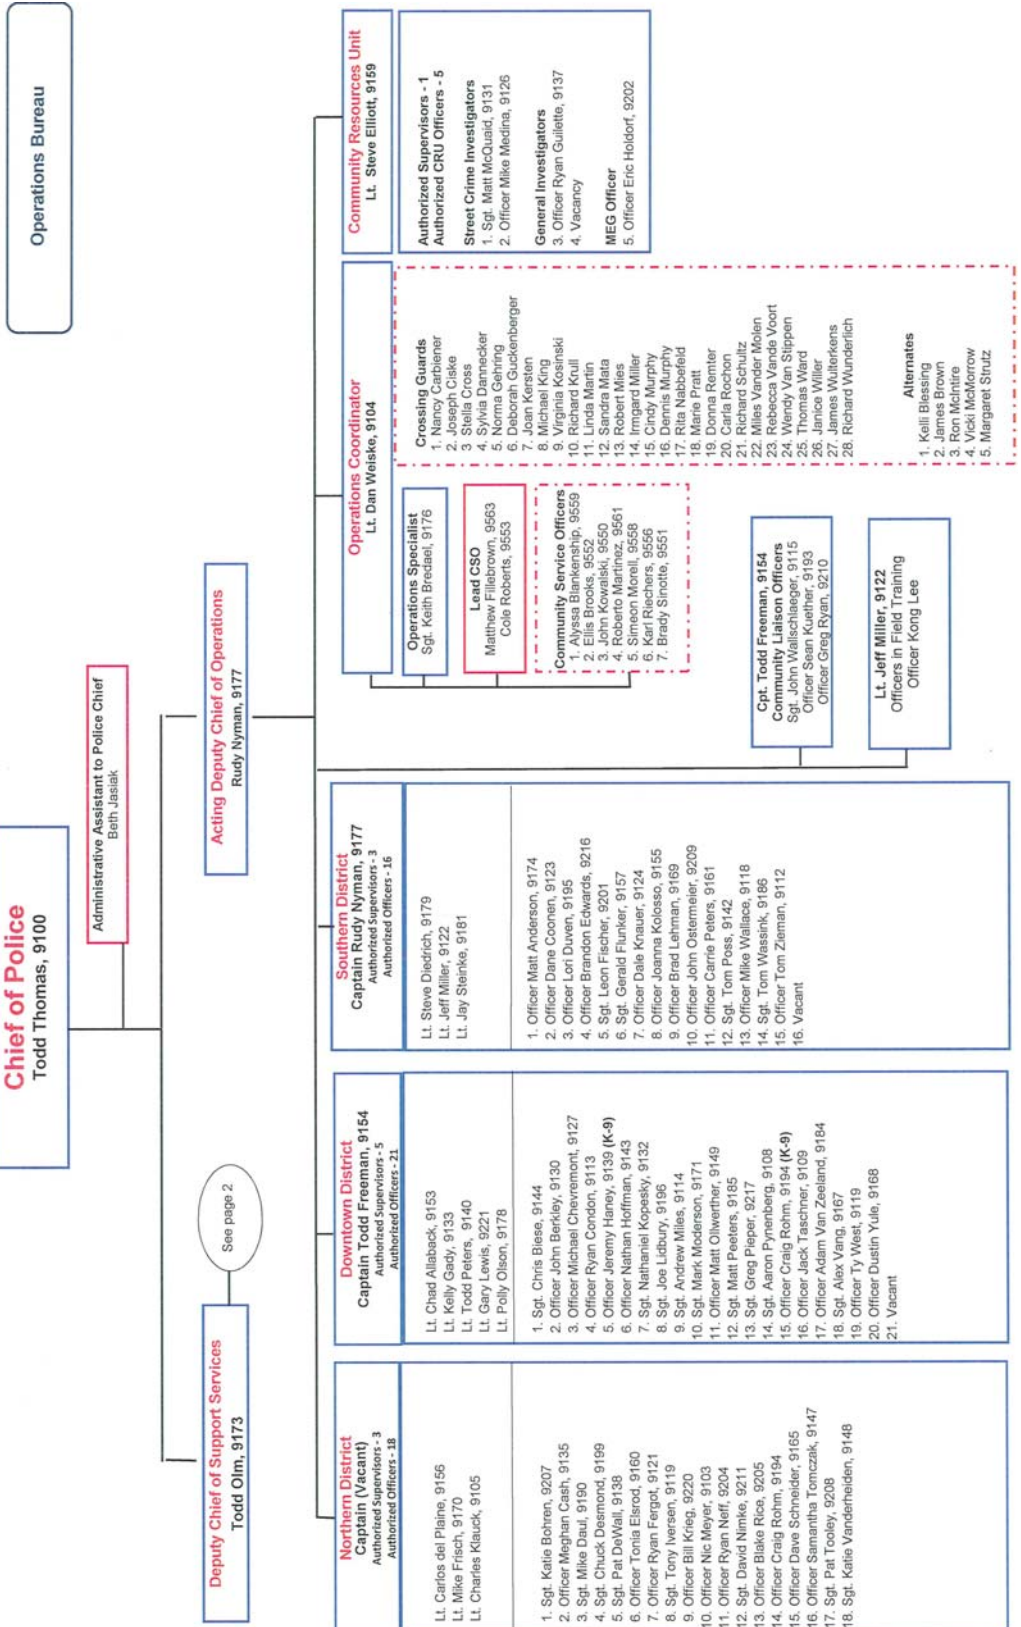 Operations Bureau
Chief of Police
Todd Thomas, 9100
Administrative Assistant to Police Chief
Beth Jasiak
Deputy Chief of Support Services
Todd Olm, 9173
See page 2
Acting Deputy Chief of Operations
Rudy Nyman, 9177
Northern District
Captain (Vacant)
Authorized Supervisors - 3
Authorized Officers - 18
Lt. Carlos del Plaine, 9156
Lt. Mike Frisch, 9170
Lt. Charles Klauck, 9105
1. Sgt. Katie Bohren, 9207
2. Officer Meghan Cash, 9135
3. Sgt. Mike Daul, 9190
4. Sgt. Chuck Desmond, 9199
5. Sgt. Pat DeWall, 9138
6. Officer Tonia Elsrod, 9160
7. Officer Ryan Fergot, 9121
8. Sgt. Tony Iversen, 9119
9. Officer Bill Krieg, 9220
10. Officer Nic Meyer, 9103
11. Officer Ryan Neff, 9204
12. Sgt. David Nimke, 9211
13. Officer Blake Rice, 9205
14. Officer Craig Rohm, 9194
15. Officer Dave Schneider, 9165
16. Officer Samantha Tomczak, 9147
17. Sgt. Pat Tooley, 9208
18. Sgt. Katie Vanderheiden, 9148
Downtown District
Captain Todd Freeman, 9154
Authorized Supervisors - 5
Authorized Officers - 21
Lt. Chad Allaback, 9153
Lt. Kelly Gady, 9133
Lt. Todd Peters, 9140
Lt. Gary Lewis, 9221
Lt. Polly Olson, 9178
1. Sgt. Chris Biese, 9144
2. Officer John Berkley, 9130
3. Officer Michael Chevremont, 9127
4. Officer Ryan Condon, 9113
5. Officer Jeremy Haney, 9139 (K-9)
6. Officer Nathan Hoffman, 9143
7. Sgt. Nathaniel Kopesky, 9132
8. Sgt. Joe Lidbury, 9196
9. Sgt. Andrew Miles, 9114
10. Sgt. Mark Moderson, 9171
11. Officer Matt Ollwerther, 9149
12. Sgt. Matt Peeters, 9185
13. Sgt. Greg Pieper, 9217
14. Sgt. Aaron Pynenberg, 9108
15. Officer Craig Rohm, 9194 (K-9)
16. Officer Jack Taschner, 9109
17. Officer Adam Van Zeeland, 9184
18. Sgt. Alex Vang, 9167
19. Officer Ty West, 9119
20. Officer Dustin Yule, 9168
21. Vacant
Southern District
Captain Rudy Nyman, 9177
Authorized Supervisors - 3
Authorized Officers - 16
Lt. Steve Diedrich, 9179
Lt. Jeff Miller, 9122
Lt. Jay Steinke, 9181
1. Officer Matt Anderson, 9174
2. Officer Dane Coonen, 9123
3. Officer Lori Duven, 9195
4. Officer Brandon Edwards, 9216
5. Sgt. Leon Fischer, 9201
6. Sgt. Gerald Flunker, 9157
7. Officer Dale Knauer, 9124
8. Officer Joanna Kolosso, 9155
9. Officer Brad Lehman, 9169
10. Officer John Ostermeier, 9209
11. Officer Carrie Peters, 9161
12. Sgt. Tom Poss, 9142
13. Officer Mike Wallace, 9118
14. Sgt. Tom Wassink, 9186
15. Officer Tom Zieman, 9112
16. Vacant
Operations Coordinator
Lt. Dan Weiske, 9104
Operations Specialist
Sgt. Keith Bredael, 9176
Lead CSO
Matthew Fillebrown, 9563
Cole Roberts, 9553
Community Service Officers
1. Alyssa Blankenship, 9559
2. Ellis Brooks, 9552
3. John Kowalski, 9550
4. Roberto Martinez, 9561
5. Simeon Morell, 9558
6. Karl Riechers, 9556
7. Brady Sinotte, 9551
Cpt. Todd Freeman, 9154
Community Liaison Officers
Sgt. John Wallschlaeger, 9115
Officer Sean Kuether, 9193
Officer Greg Ryan, 9210
Lt. Jeff Miller, 9122
Officers in Field Training
Officer Kong Lee
Crossing Guards
1. Nancy Carbiener
2. Joseph Ciske
3 Stella Cross
4. Sylvia Dannecker
5. Norma Gehring
6. Deborah Guckenberger
7. Joan Kersten
8. Michael King
9. Virginia Kosinski
10. Richard Krull
11. Linda Martin
12. Sandra Mata
13. Robert Mies
14. Irmgard Miller
15. Cindy Murphy
16. Dennis Murphy
17. Rita Nabbefeld
18. Marie Pratt
19. Donna Remter
20. Carla Rochon
21. Richard Schultz
22. Miles Vander Molen
23. Rebecca Vande Voort
24. Wendy Van Stippen
25. Thomas Ward
26. Janice Willer
27. James Wulterkens
28. Richard Wunderlich
Alternates
1. Kelli Blessing
2. James Brown
3. Ron McIntire
4. Vicki McMorrow
5. Margaret Strutz
Community Resources Unit
Lt. Steve Elliott, 9159
Authorized Supervisors - 1
Authorized CRU Officers - 5
Street Crime Investigators
1. Sgt. Matt McQuaid, 9131
2. Officer Mike Medina, 9126
General Investigators
3. Officer Ryan Guilette, 9137
4. Vacancy
MEG Officer
5. Officer Eric Holdorf, 9202